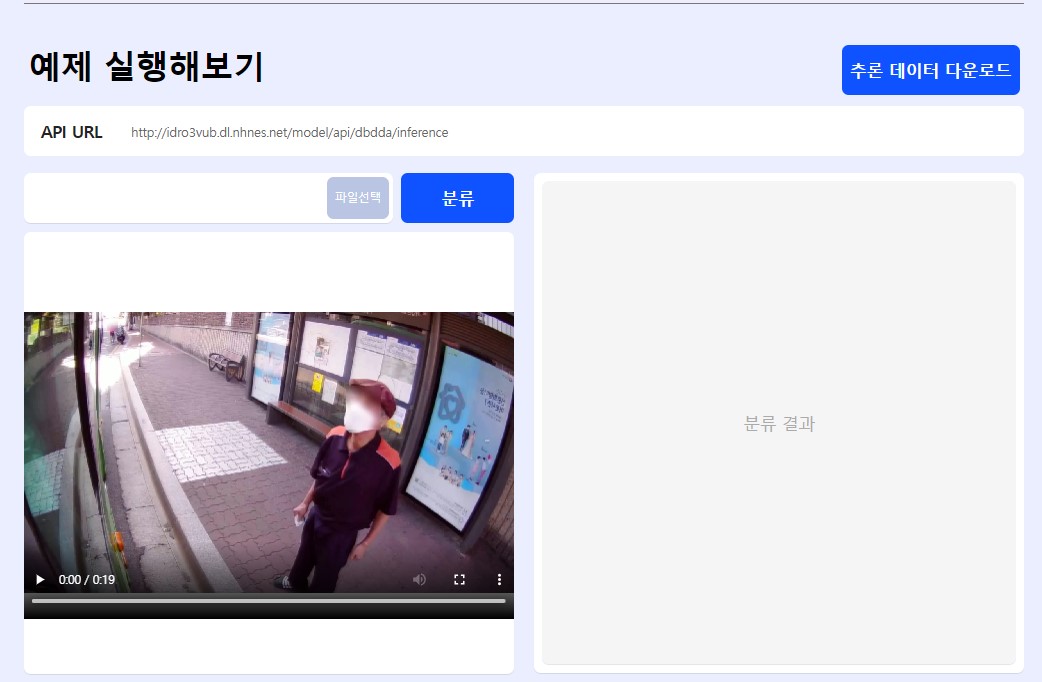 예제 실행해보기
추론 데이터 다운로드
API URL
http://idro3vub.dl.nhnes.net/model/api/dbdda/inference
파일선택
분류
분류 결과
0:00 / 0:19